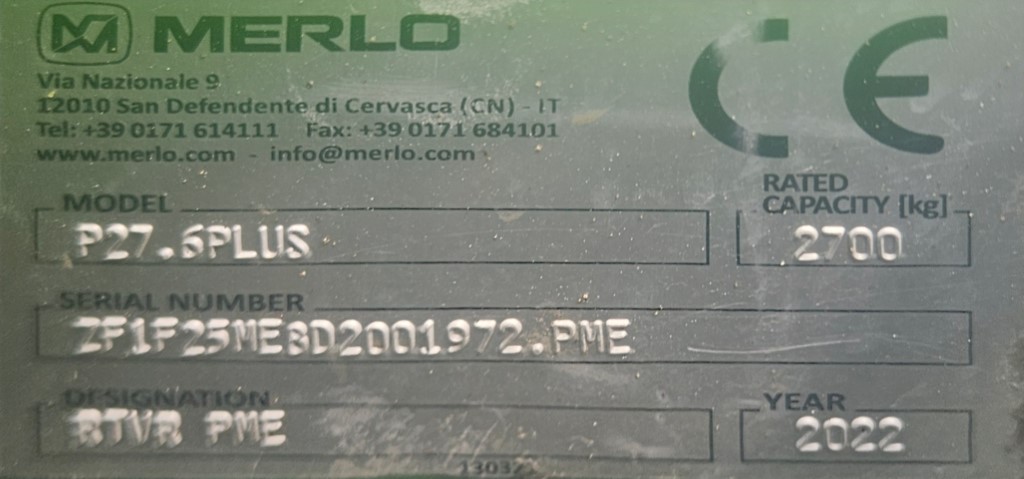 MERLO
Via Nazionale 9
12010 San Defendente di Cervasca (CN) - IT
Tel: +39 0171 614111 Fax: +39 0171 684101
www.merlo.com - info@merlo.com
CE
MODEL
P27.6PLUS
RATED
CAPACITY [kg]
2700
SERIAL NUMBER
ZF1F25ME8D2001972.PME
DESIGNATION
RTVR PME
YEAR
2022